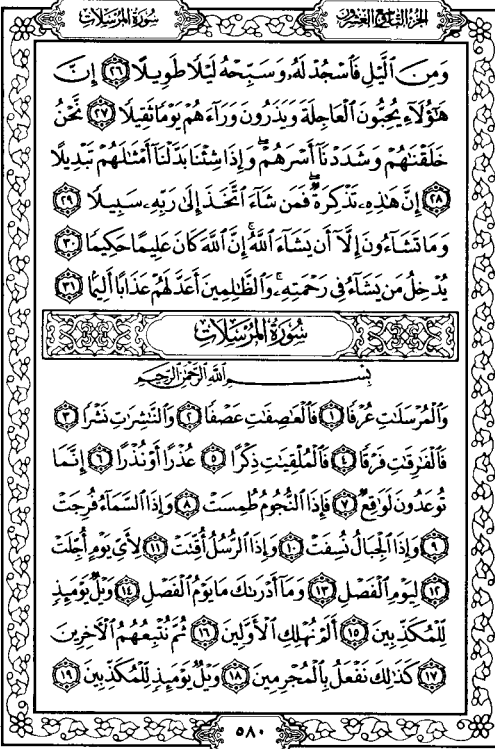 سُورَةُ المُرْسَلَاتِ
الجزءُ التاسع والعشرون
وَمِنَ ٱلَّيْلِ فَٱسْجُدْ لَهُۥ وَسَبِّحْهُ لَيْلًا طَوِيلًا ٢٦ إِنَّ
هَٰٓؤُلَآءِ يُحِبُّونَ ٱلْعَاجِلَةَ وَيَذَرُونَ وَرَآءَهُمْ يَوْمًا ثَقِيلًا ٢٧ نَّحْنُ
خَلَقْنَٰهُمْ وَشَدَدْنَآ أَسْرَهُمْ ۖ وَإِذَا شِئْنَا بَدَّلْنَآ أَمْثَٰلَهُمْ تَبْدِيلًا
٢٨ إِنَّ هَٰذِهِۦ تَذْكِرَةٌ ۖ فَمَن شَآءَ ٱتَّخَذَ إِلَىٰ رَبِّهِۦ سَبِيلًا ٢٩
وَمَا تَشَآءُونَ إِلَّآ أَن يَشَآءَ ٱللَّهُ ۚ إِنَّ ٱللَّهَ كَانَ عَلِيمًا حَكِيمًا ٣٠
يُدْخِلُ مَن يَشَآءُ فِى رَحْمَتِهِۦ ۚ وَٱلظَّٰلِمِينَ أَعَدَّ لَهُمْ عَذَابًا أَلِيمًۢا ٣١
سُورَةُ المُرْسَلَاتِ
بِسْمِ ٱللَّهِ ٱلرَّحْمَٰنِ ٱلرَّحِيمِ
وَٱلْمُرْسَلَٰتِ عُرْفًا ١ فَٱلْعَٰصِفَٰتِ عَصْفًا ٢ وَٱلنَّٰشِرَٰتِ نَشْرًا ٣
فَٱلْفَٰرِقَٰتِ فَرْقًا ٤ فَٱلْمُلْقِيَٰتِ ذِكْرًا ٥ عُذْرًا أَوْ نُذْرًا ٦ إِنَّمَا
تُوعَدُونَ لَوَٰقِعٌ ٧ فَإِذَا ٱلنُّجُومُ طُمِسَتْ ٨ وَإِذَا ٱلسَّمَآءُ فُرِجَتْ
٩ وَإِذَا ٱلْجِبَالُ نُسِفَتْ ١٠ وَإِذَا ٱلرُّسُلُ أُقِّتَتْ ١١ لِأَىِّ يَوْمٍ أُجِّلَتْ
١٢ لِيَوْمِ ٱلْفَصْلِ ١٣ وَمَآ أَدْرَىٰكَ مَا يَوْمُ ٱلْفَصْلِ ١٤ وَيْلٌ يَوْمَئِذٍ
لِّلْمُكَذِّبِينَ ١٥ أَلَمْ نُهْلِكِ ٱلْأَوَّلِينَ ١٦ ثُمَّ نُتْبِعُهُمُ ٱلْءَاخِرِينَ
١٧ كَذَٰلِكَ نَفْعَلُ بِٱلْمُجْرِمِينَ ١٨ وَيْلٌ يَوْمَئِذٍ لِّلْمُكَذِّبِينَ ١٩
٥٨٠